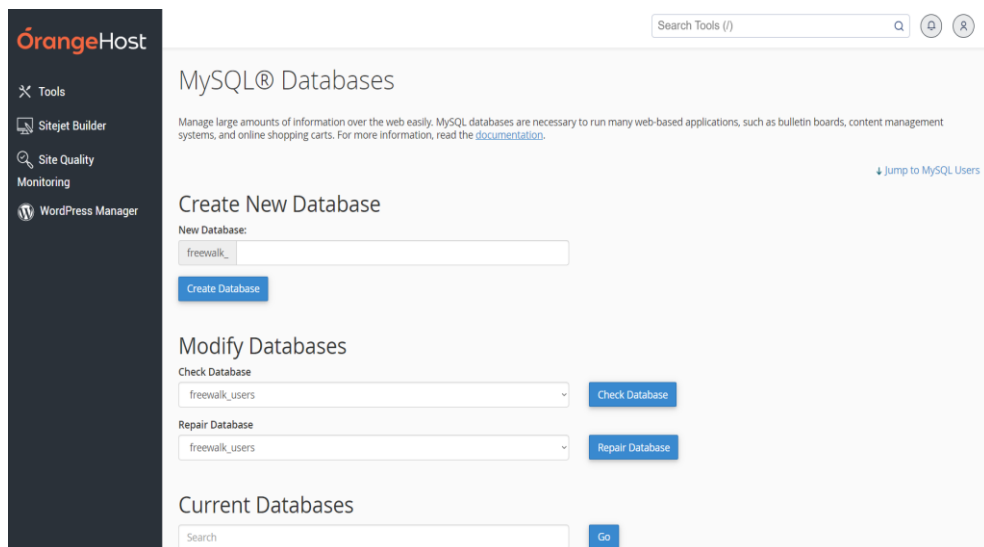 ÓrangeHost
Search Tools (/)
Tools
Sitejet Builder
Site Quality
Monitoring
WordPress Manager
MySQL® Databases
Manage large amounts of information over the web easily. MySQL databases are necessary to run many web-based applications, such as bulletin boards, content management
systems, and online shopping carts. For more information, read the documentation.
Jump to MySQL Users
Create New Database
New Database:
freewalk_
Create Database
Modify Databases
Check Database
freewalk_users
Check Database
Repair Database
freewalk_users
Repair Database
Current Databases
Search
Go